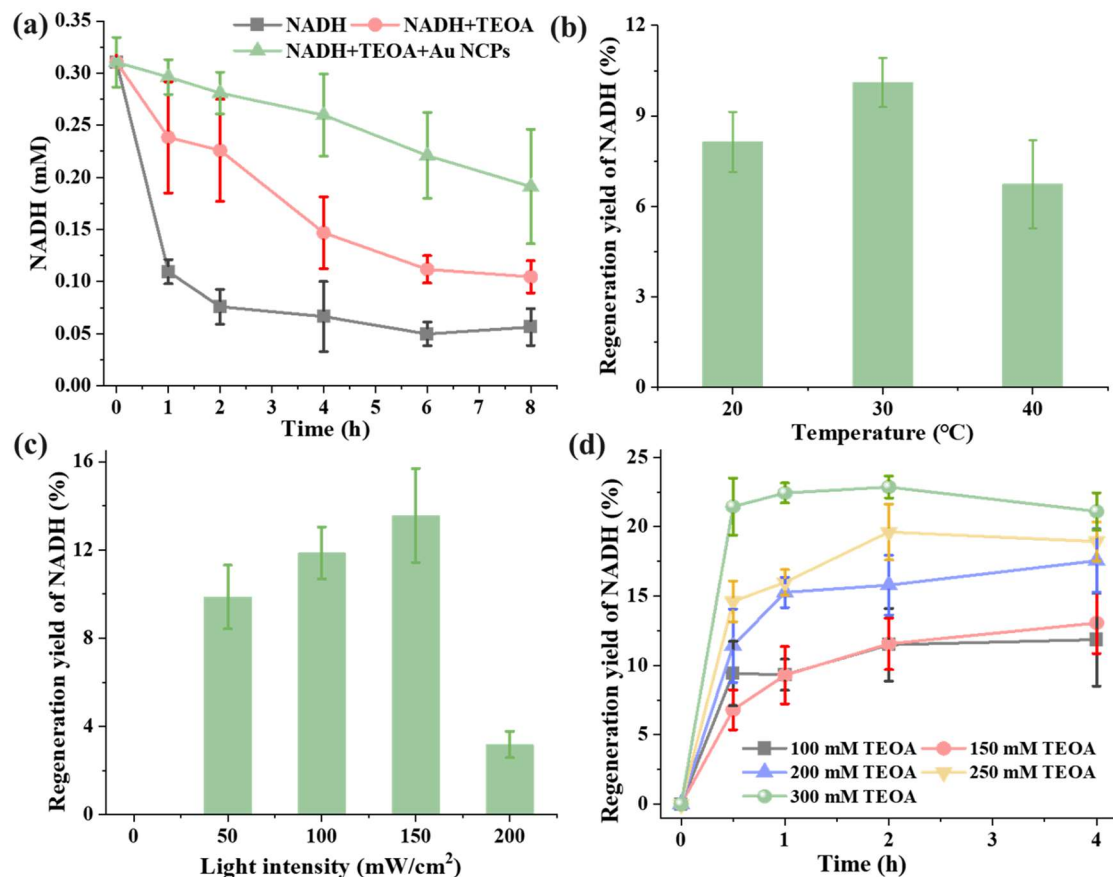 (a)
NADH NADH+TEOA
NADH+TEOA+Au NCPs
NADH (mM)
0.35
0.30
0.25
0.20
0.15
0.10
0.05
0.00
0 1 2 4 6 8
Time (h)
(b)
Regeneration yield of NADH (%)
12
9
6
3
0
20 30 40
Temperature (°C)
(c)
Regeneration yield of NADH (%)
16
12
8
4
0
0 50 100 150 200
Light intensity (mW/cm²)
(d)
Regeneration yield of NADH (%)
25
20
15
10
5
0
100 mM TEOA 150 mM TEOA
200 mM TEOA 250 mM TEOA
300 mM TEOA
0 1 2 4
Time (h)